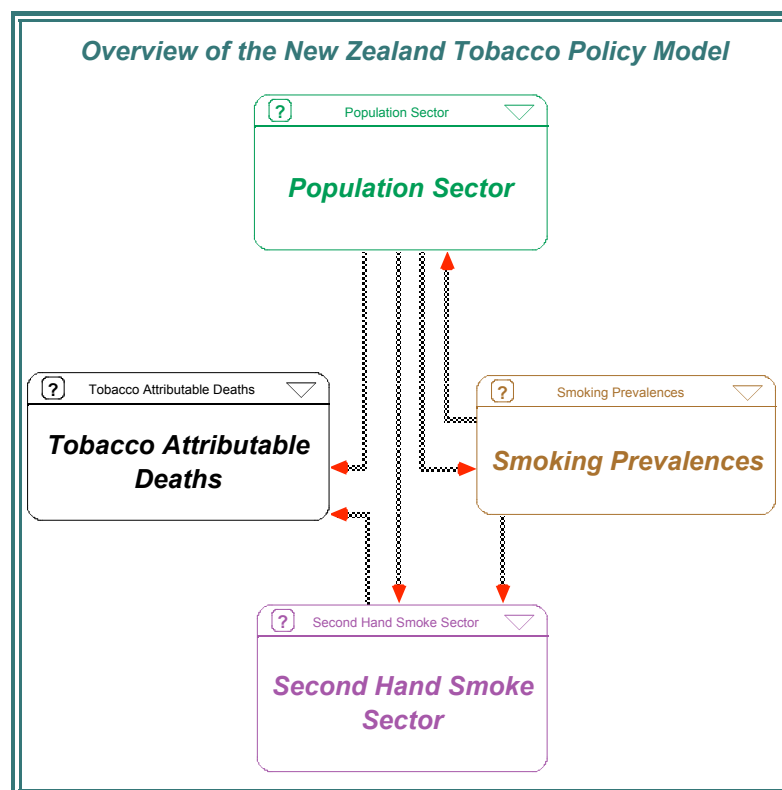 Overview of the New Zealand Tobacco Policy Model
? Population Sector
Population Sector
? Tobacco Attributable Deaths
Tobacco Attributable
Deaths
? Smoking Prevalences
Smoking Prevalences
? Second Hand Smoke Sector
Second Hand Smoke
Sector